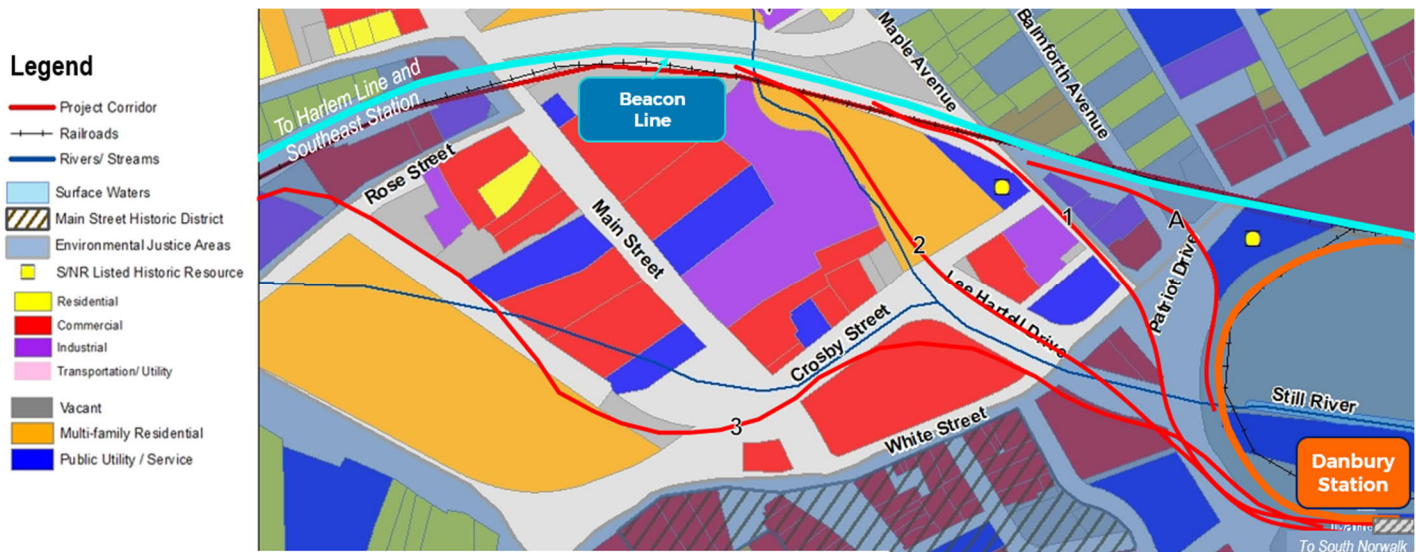 Legend
Project Corridor
Railroads
Rivers/ Streams
Surface Waters
Main Street Historic District
Environmental Justice Areas
S/NR Listed Historic Resource
Residential
Commercial
Industrial
Transportation/ Utility
Vacant
Multi-family Residential
Public Utility / Service
To Harlem Line and
Southeast Station
Beacon
Line
Maple Avenue
Balmforth Avenue
Rose Street
Main Street
1
A
2
Patriot Drive
Crosby Street
3
White Street
Still River
Danbury
Station
To South Norwalk